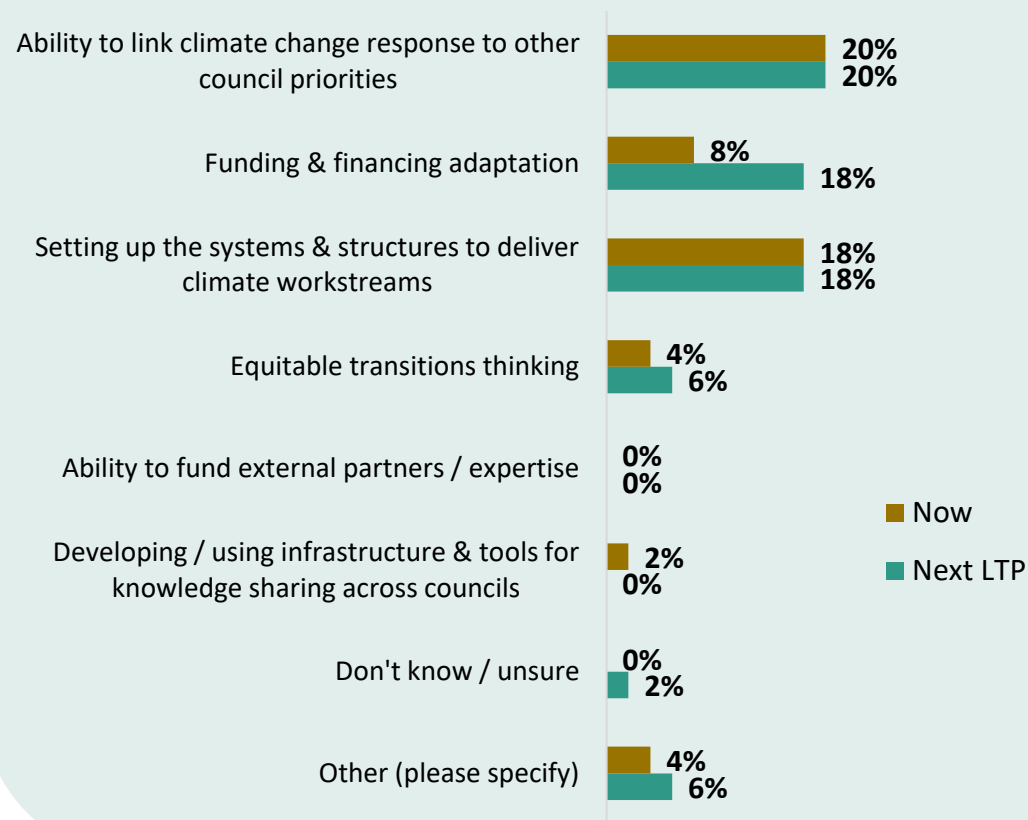 Ability to link climate change response to other
council priorities
20%
20%
Funding & financing adaptation
8%
18%
Setting up the systems & structures to deliver
climate workstreams
18%
18%
Equitable transitions thinking
4%
6%
Ability to fund external partners / expertise
0%
0%
Developing / using infrastructure & tools for
knowledge sharing across councils
2%
0%
Don't know / unsure
0%
2%
Other (please specify)
4%
6%
Now
Next LTP